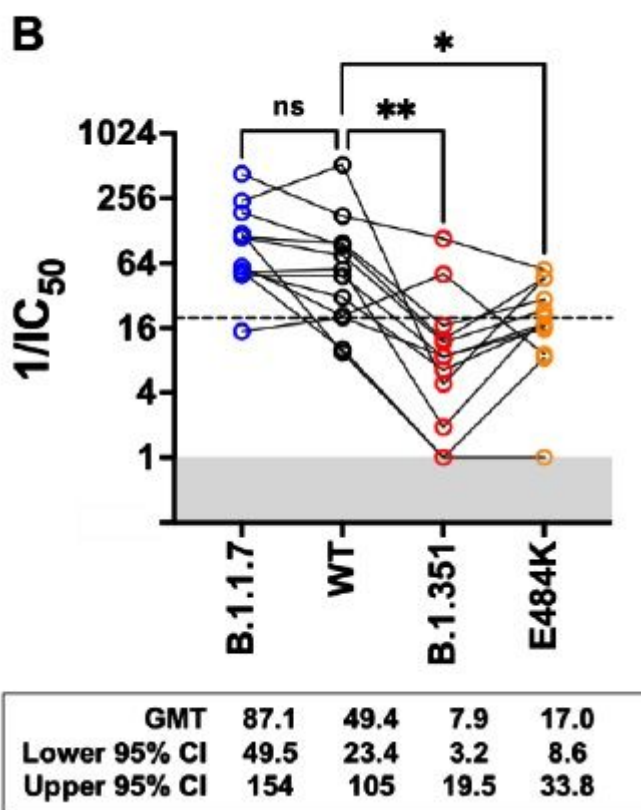 B
*
ns
**
1024
256
64
16
4
1
1/IC50
B.1.1.7
WT
B.1.351
E484K
GMT 87.1 49.4 7.9 17.0
Lower 95% CI 49.5 23.4 3.2 8.6
Upper 95% CI 154 105 19.5 33.8